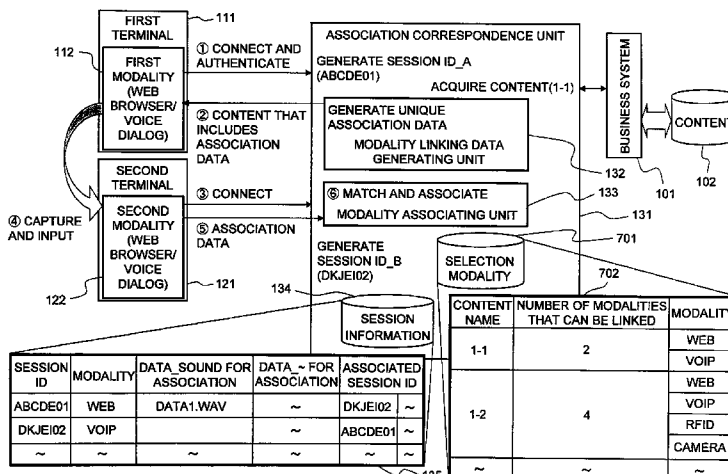 FIRST TERMINAL
111
112
FIRST MODALITY (WEB BROWSER/ VOICE DIALOG)
① CONNECT AND AUTHENTICATE
② CONTENT THAT INCLUDES ASSOCIATION DATA
SECOND TERMINAL
③ CONNECT
④ CAPTURE AND INPUT
SECOND MODALITY (WEB BROWSER/ VOICE DIALOG)
⑤ ASSOCIATION DATA
122
121
ASSOCIATION CORRESPONDENCE UNIT
GENERATE SESSION ID_A (ABCDE01)
ACQUIRE CONTENT(1-1)
GENERATE UNIQUE ASSOCIATION DATA
MODALITY LINKING DATA GENERATING UNIT
132
⑥ MATCH AND ASSOCIATE
MODALITY ASSOCIATING UNIT
133
131
GENERATE SESSION ID_B (DKJEI02)
BUSINESS SYSTEM
101
CONTENT
102
134
SESSION INFORMATION
SELECTION MODALITY
701
702
SESSION ID | MODALITY | DATA_SOUND FOR ASSOCIATION | DATA_~ FOR ASSOCIATION | ASSOCIATED SESSION ID
ABCDE01 | WEB | DATA1.WAV | ~ | DKJEI02 | ~
DKJEI02 | VOIP | | ~ | ABCDE01 | ~
~ | ~ | ~ | ~ | ~ | ~
CONTENT NAME | NUMBER OF MODALITIES THAT CAN BE LINKED | MODALITY
1-1 | 2 | WEB
VOIP
1-2 | 4 | WEB
VOIP
RFID
CAMERA
~ | ~ | ~